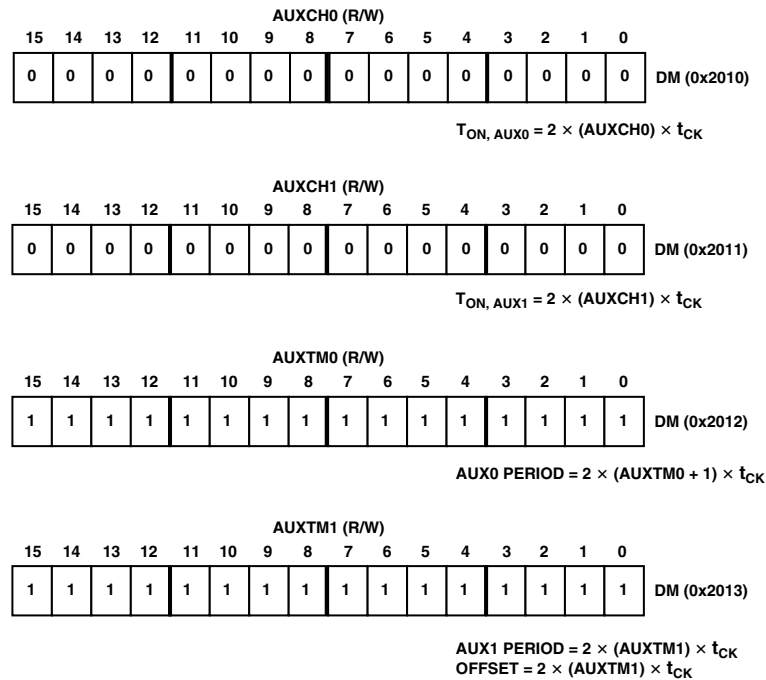 AUXCH0 (R/W)
15 14 13 12 11 10 9 8 7 6 5 4 3 2 1 0
0 0 0 0 0 0 0 0 0 0 0 0 0 0 0 0 DM (0x2010)
T_ON, AUX0 = 2 × (AUXCH0) × t_CK
AUXCH1 (R/W)
15 14 13 12 11 10 9 8 7 6 5 4 3 2 1 0
0 0 0 0 0 0 0 0 0 0 0 0 0 0 0 0 DM (0x2011)
T_ON, AUX1 = 2 × (AUXCH1) × t_CK
AUXTM0 (R/W)
15 14 13 12 11 10 9 8 7 6 5 4 3 2 1 0
1 1 1 1 1 1 1 1 1 1 1 1 1 1 1 1 DM (0x2012)
AUX0 PERIOD = 2 × (AUXTM0 + 1) × t_CK
AUXTM1 (R/W)
15 14 13 12 11 10 9 8 7 6 5 4 3 2 1 0
1 1 1 1 1 1 1 1 1 1 1 1 1 1 1 1 DM (0x2013)
AUX1 PERIOD = 2 × (AUXTM1) × t_CK
OFFSET = 2 × (AUXTM1) × t_CK